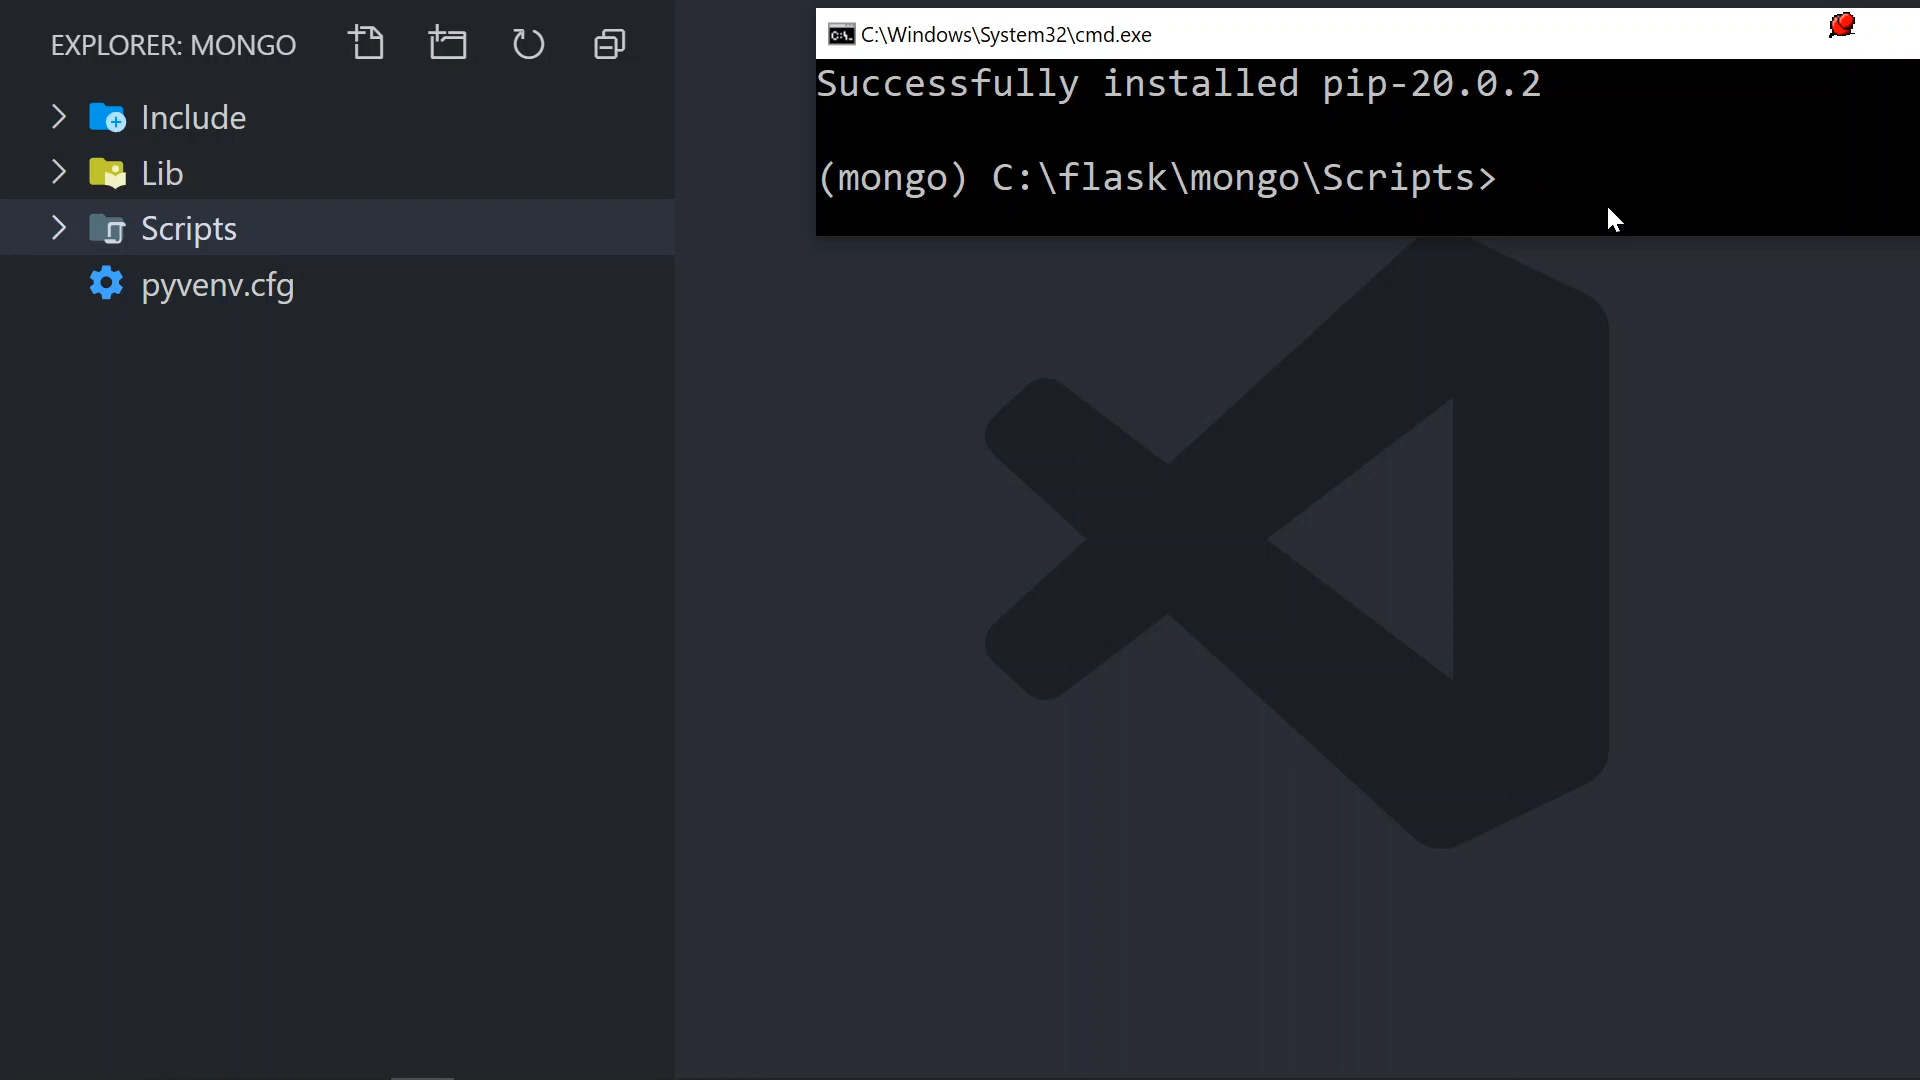 EXPLORER: MONGO
Include
Lib
Scripts
pyvenv.cfg
C:\Windows\System32\cmd.exe
Successfully installed pip-20.0.2
(mongo) C:\flask\mongo\Scripts>